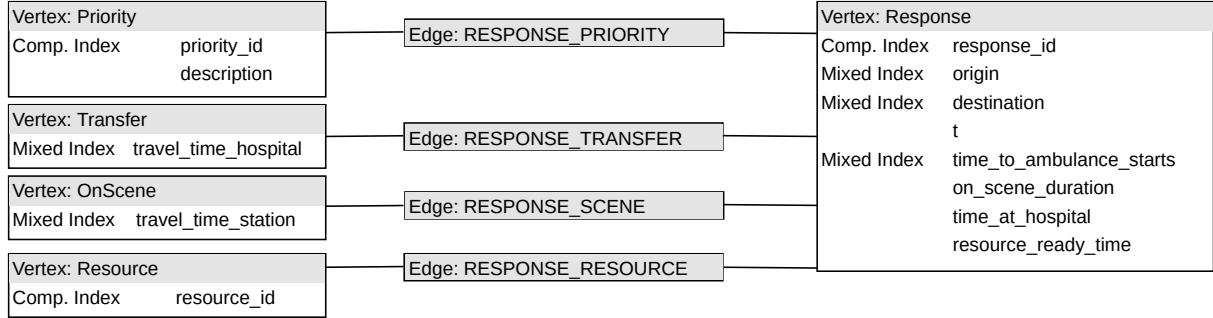 Vertex: Priority
Comp. Index priority_id
description
Vertex: Transfer
Mixed Index travel_time_hospital
Vertex: OnScene
Mixed Index travel_time_station
Vertex: Resource
Comp. Index resource_id
Edge: RESPONSE_PRIORITY
Edge: RESPONSE_TRANSFER
Edge: RESPONSE_SCENE
Edge: RESPONSE_RESOURCE
Vertex: Response
Comp. Index response_id
Mixed Index origin
Mixed Index destination
t
Mixed Index time_to_ambulance_starts
on_scene_duration
time_at_hospital
resource_ready_time